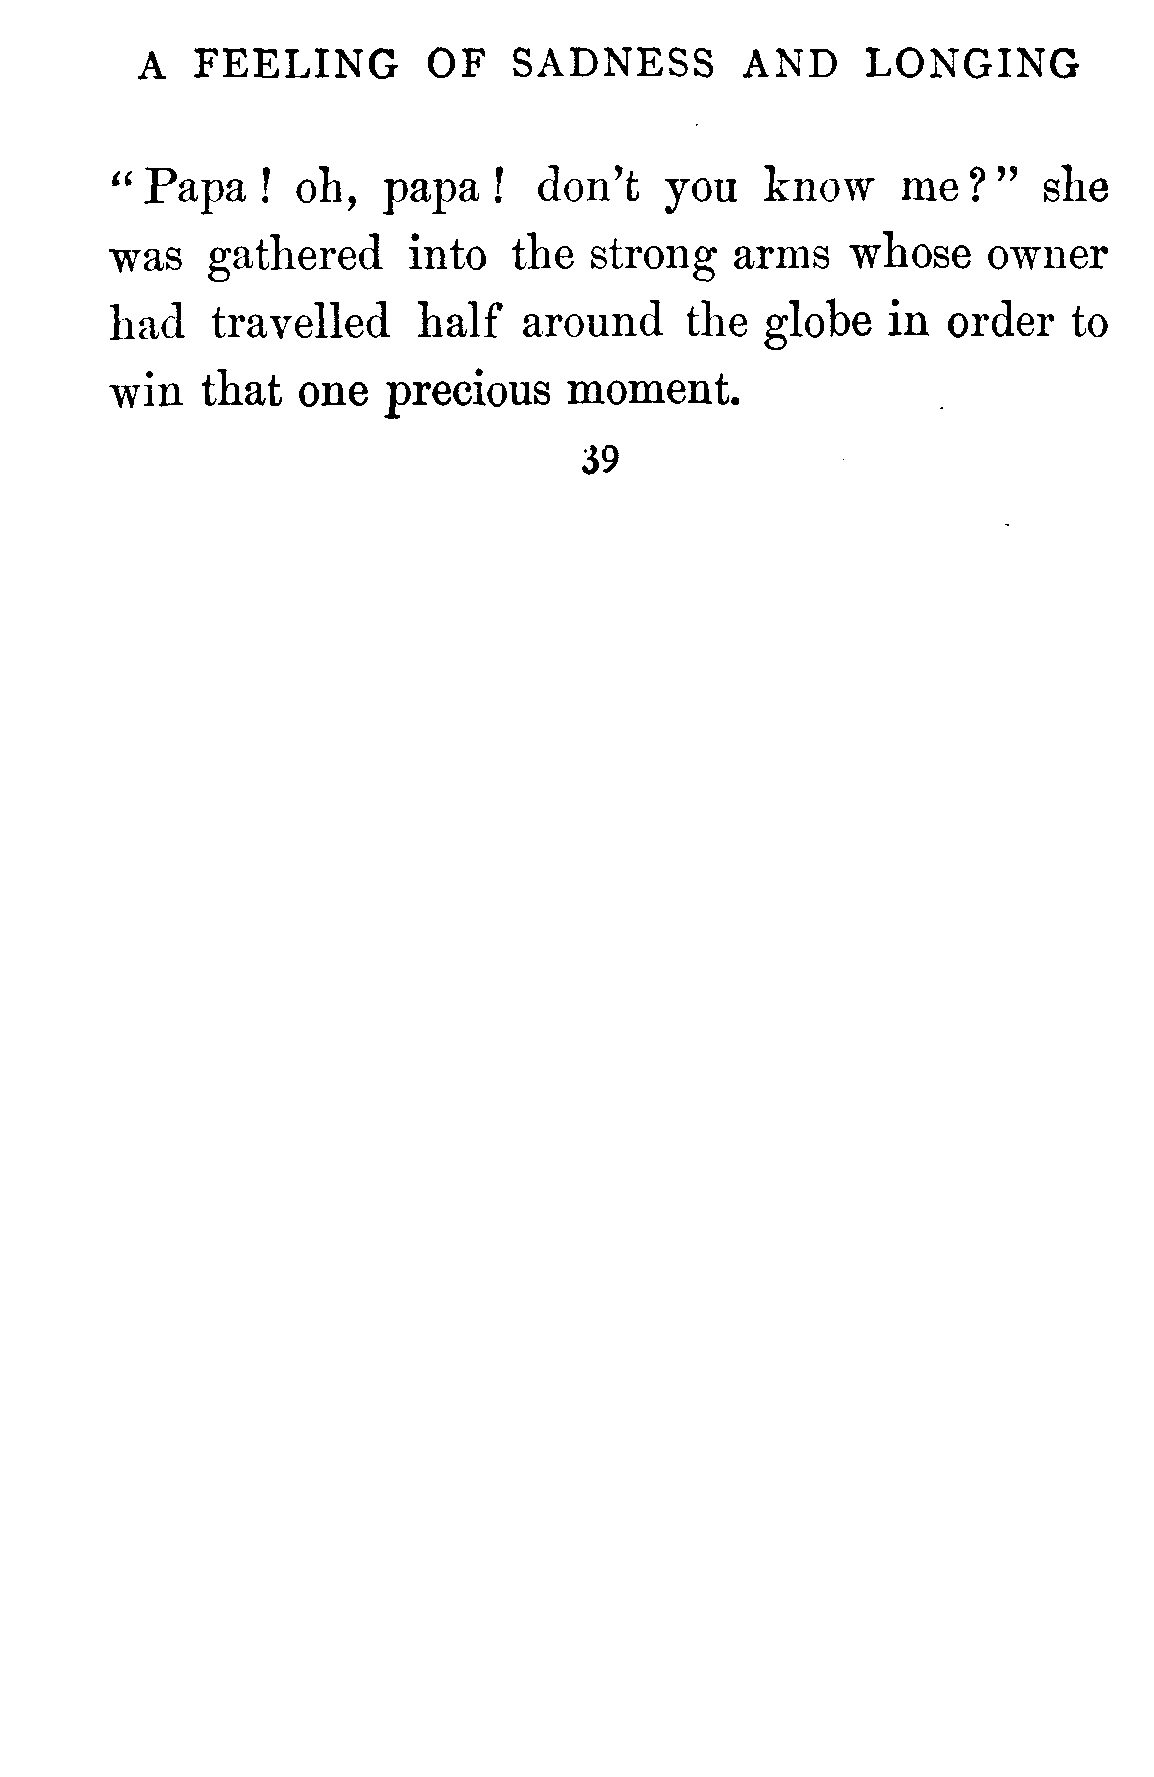 A FEELING OF SADNESS AND LONGING
“Papa! oh, papa! don’t you know me?” she
was gathered into the strong arms whose owner
had travelled half around the globe in order to
win that one precious moment.
39